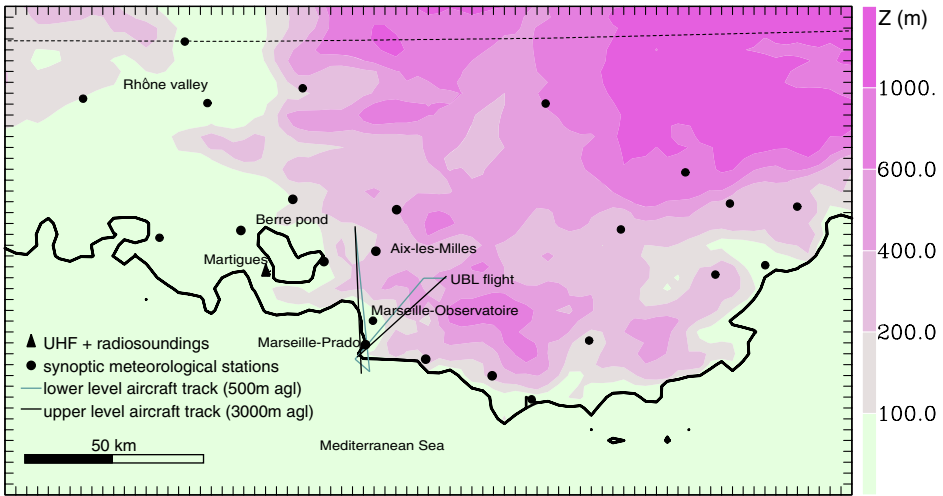 Z (m)
1000.
Rhône valley
600.0
Berre pond
Aix-les-Milles
400.0
Martigues
UBL flight
Marseille-Observatoire
200.0
Marseille-Prado
UHF + radiosoundings
synoptic meteorological stations
lower level aircraft track (500m agl)
upper level aircraft track (3000m agl)
100.0
50 km
Mediterranean Sea